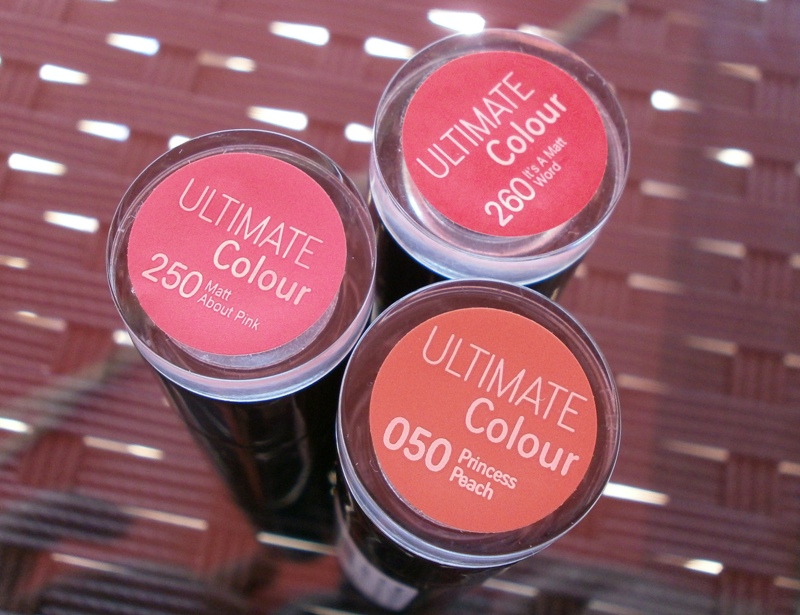 ULTIMATE
Colour
250 Matt
About Pink
ULTIMATE
Colour
260 It's A Matt
Word
ULTIMATE
Colour
050 Princess
Peach